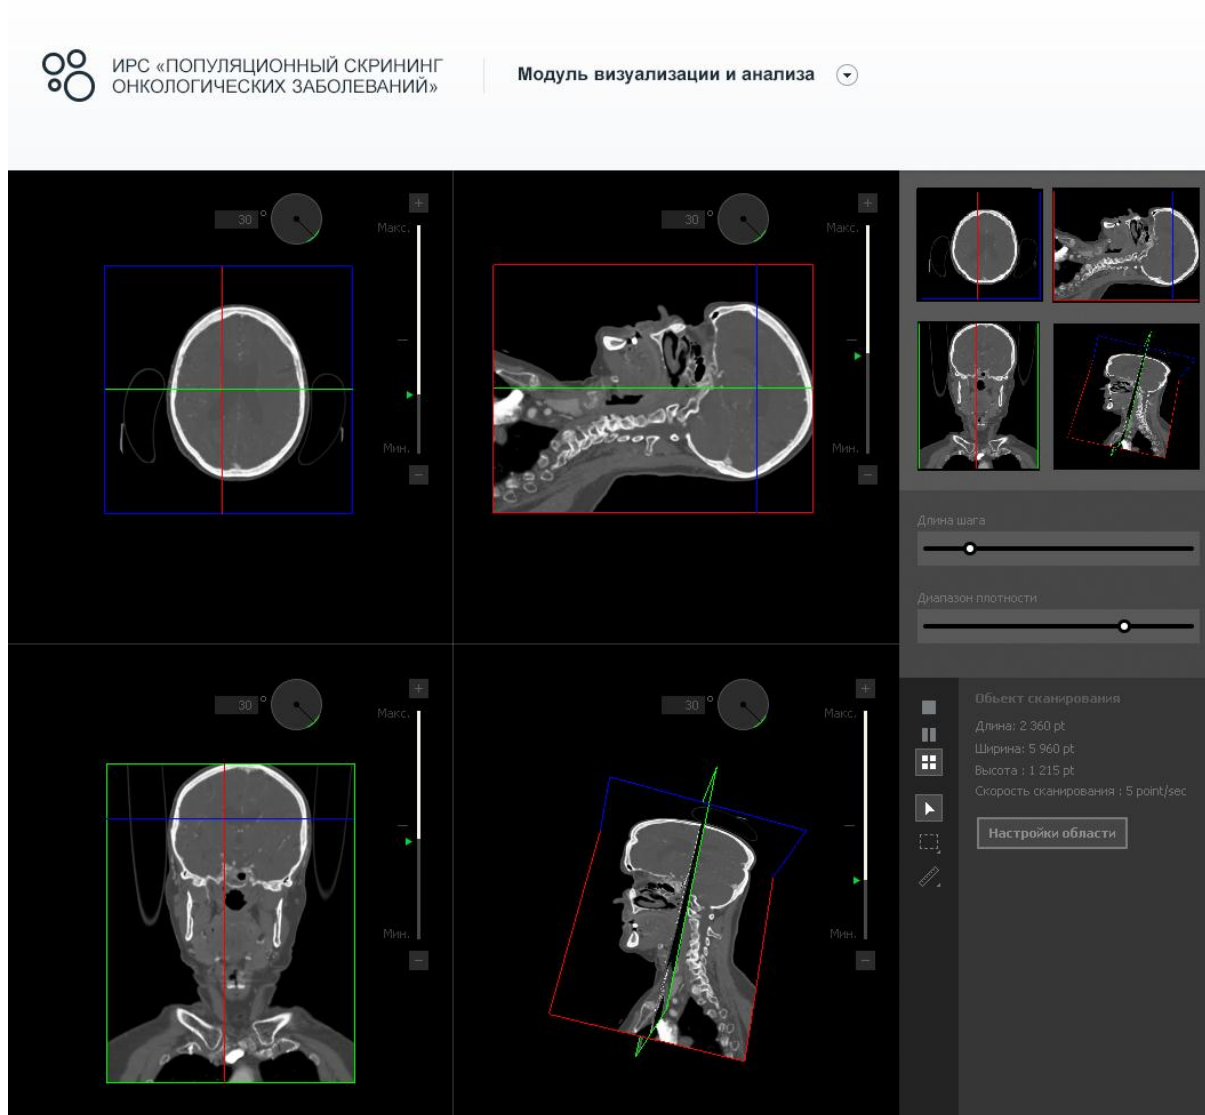 ИРС «ПОПУЛЯЦИОННЫЙ СКРИНИНГ
ОНКОЛОГИЧЕСКИХ ЗАБОЛЕВАНИЙ»
Модуль визуализации и анализа
30 °
Макс.
Мин.
30 °
Макс.
Мин.
30 °
Макс.
Мин.
30 °
Макс.
Мин.
Длина шага
Диапазон плотности
Обьект сканирования
Длина: 2 360 pt
Ширина: 5 960 pt
Высота : 1 215 pt
Скорость сканирования : 5 point/sec
Настройки области